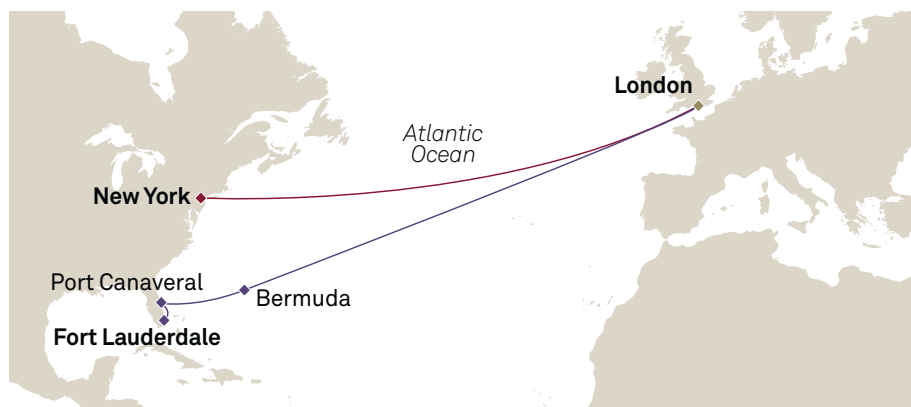 London
Atlantic
Ocean
New York
Port Canaveral
Bermuda
Fort Lauderdale